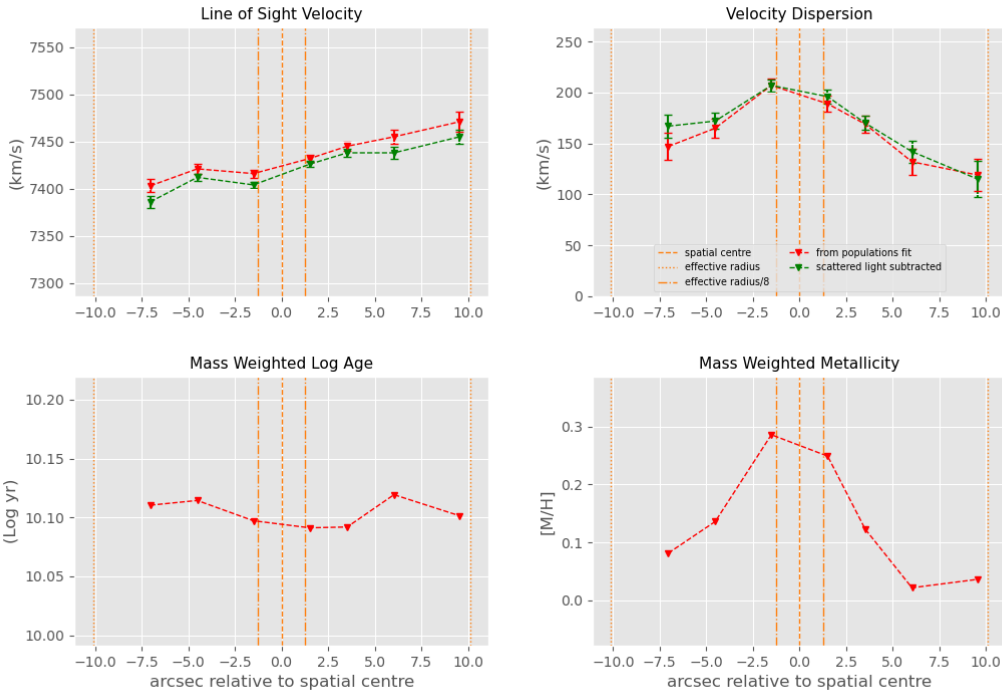 Line of Sight Velocity
(km/s)
7550
7500
7450
7400
7350
7300
−10.0 −7.5 −5.0 −2.5 0.0 2.5 5.0 7.5 10.0
Velocity Dispersion
(km/s)
250
200
150
100
50
0
spatial centre
effective radius
effective radius/8
from populations fit
scattered light subtracted
−10.0 −7.5 −5.0 −2.5 0.0 2.5 5.0 7.5 10.0
Mass Weighted Log Age
(Log yr)
10.20
10.15
10.10
10.05
10.00
−10.0 −7.5 −5.0 −2.5 0.0 2.5 5.0 7.5 10.0
arcsec relative to spatial centre
Mass Weighted Metallicity
[M/H]
0.3
0.2
0.1
0.0
−10.0 −7.5 −5.0 −2.5 0.0 2.5 5.0 7.5 10.0
arcsec relative to spatial centre